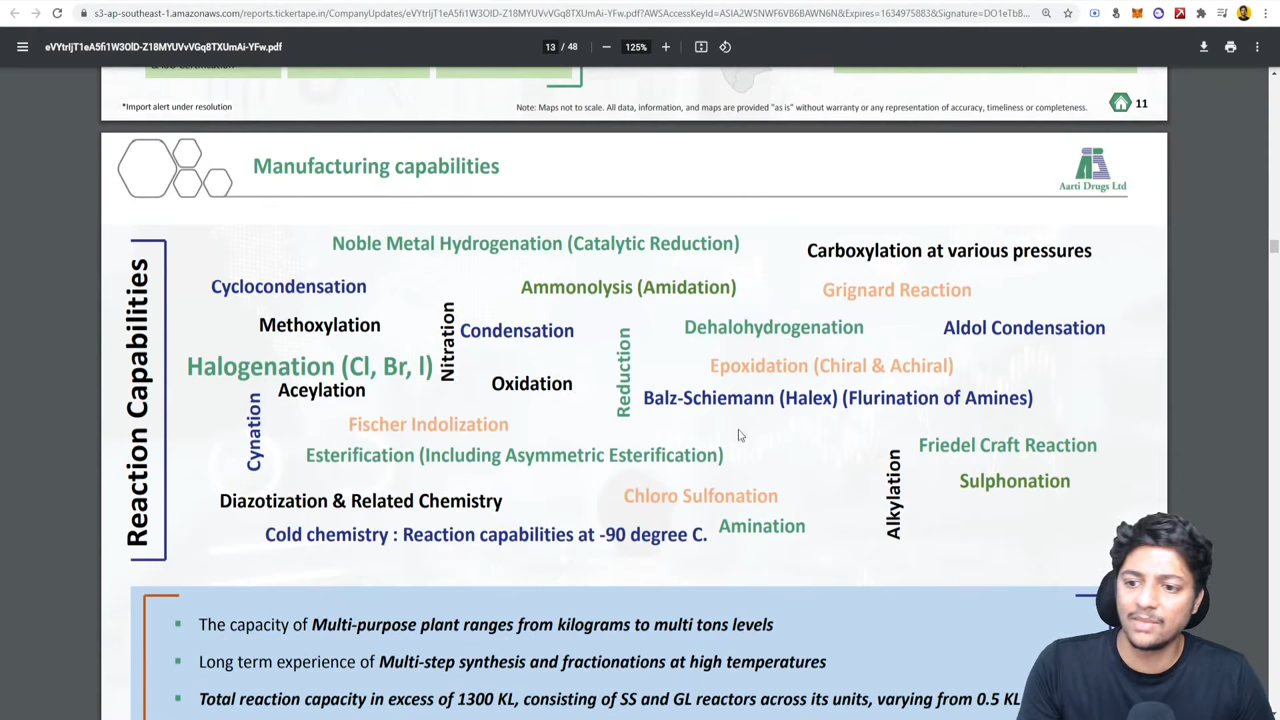 s3-ap-southeast-1.amazonaws.com/reports.tickertape.in/CompanyUpdates/eVYtrIjT1eA5fi1W3OlD-Z18MYUVvVGq8TXUmAi-YFw.pdf?AWSAccessKeyId=ASIA2W5NWF6VB6BAWN6N&Expires=1634975883&Signature=DO1eTbB...
eVYtrIjT1eA5fi1W3OlD-Z18MYUVvVGq8TXUmAi-YFw.pdf
13 / 48
125%
*Import alert under resolution
Note: Maps not to scale. All data, information, and maps are provided "as is" without warranty or any representation of accuracy, timeliness or completeness.
11
Manufacturing capabilities
Aarti Drugs Ltd
Reaction Capabilities
Noble Metal Hydrogenation (Catalytic Reduction)
Carboxylation at various pressures
Cyclocondensation
Ammonolysis (Amidation)
Grignard Reaction
Methoxylation
Nitration
Condensation
Reduction
Dehalohydrogenation
Aldol Condensation
Halogenation (Cl, Br, l)
Epoxidation (Chiral & Achiral)
Aceylation
Oxidation
Balz-Schiemann (Halex) (Flurination of Amines)
Cynation
Fischer Indolization
Friedel Craft Reaction
Esterification (Including Asymmetric Esterification)
Alkylation
Sulphonation
Diazotization & Related Chemistry
Chloro Sulfonation
Cold chemistry : Reaction capabilities at -90 degree C.
Amination
The capacity of Multi-purpose plant ranges from kilograms to multi tons levels
Long term experience of Multi-step synthesis and fractionations at high temperatures
Total reaction capacity in excess of 1300 KL, consisting of SS and GL reactors across its units, varying from 0.5 KL